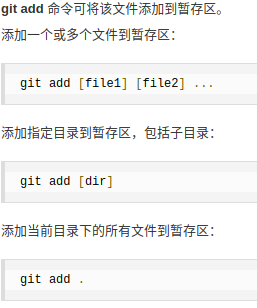 git add 命令可将该文件添加到暂存区。
添加一个或多个文件到暂存区：
git add [file1] [file2] ...
添加指定目录到暂存区，包括子目录：
git add [dir]
添加当前目录下的所有文件到暂存区：
git add .